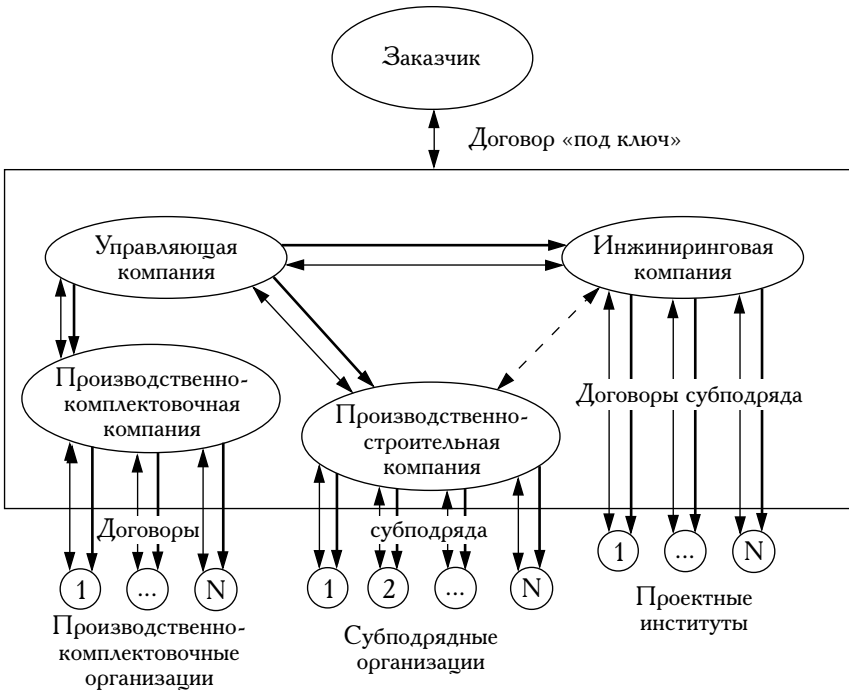 Заказчик
Договор «под ключ»
Управляющая
компания
Инжиниринговая
компания
Производственно-
комплектовочная
компания
Производственно-
строительная
компания
Договоры субподряда
Договоры
субподряда
1
...
N
1
2
...
N
1
...
N
Производственно-
комплектовочные
организации
Субподрядные
организации
Проектные
институты